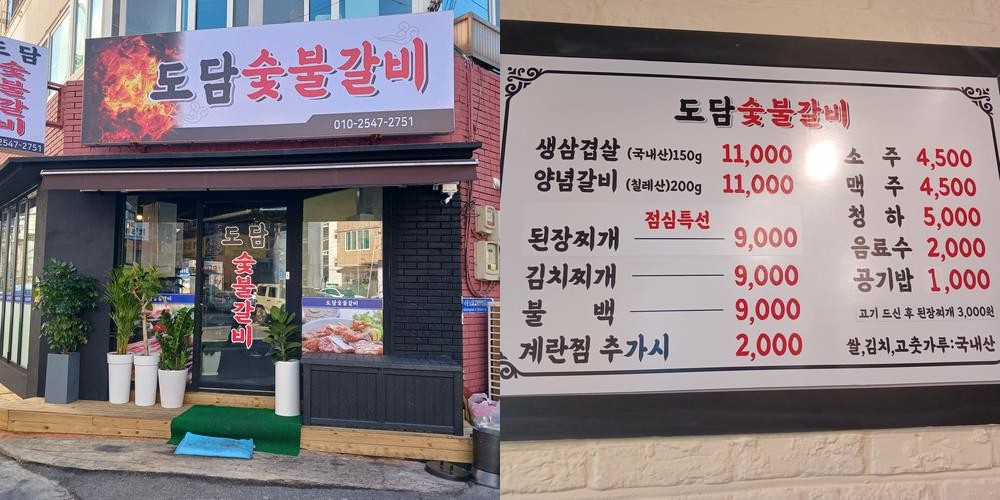 도담
숯불갈비
2547-2751
도담숯불갈비
010-2547-2751
도담
숯불갈비
도담숯불갈비
도담숯불갈비
도담숯불갈비
생삼겹살 (국내산)150g 11,000
양념갈비 (칠레산)200g 11,000
점심특선
된장찌개 9,000
김치찌개 9,000
불 백 9,000
계란찜 추가시 2,000
소 주 4,500
맥 주 4,500
청 하 5,000
음료수 2,000
공기밥 1,000
고기 드신 후 된장찌개 3,000원
쌀,김치,고춧가루:국내산